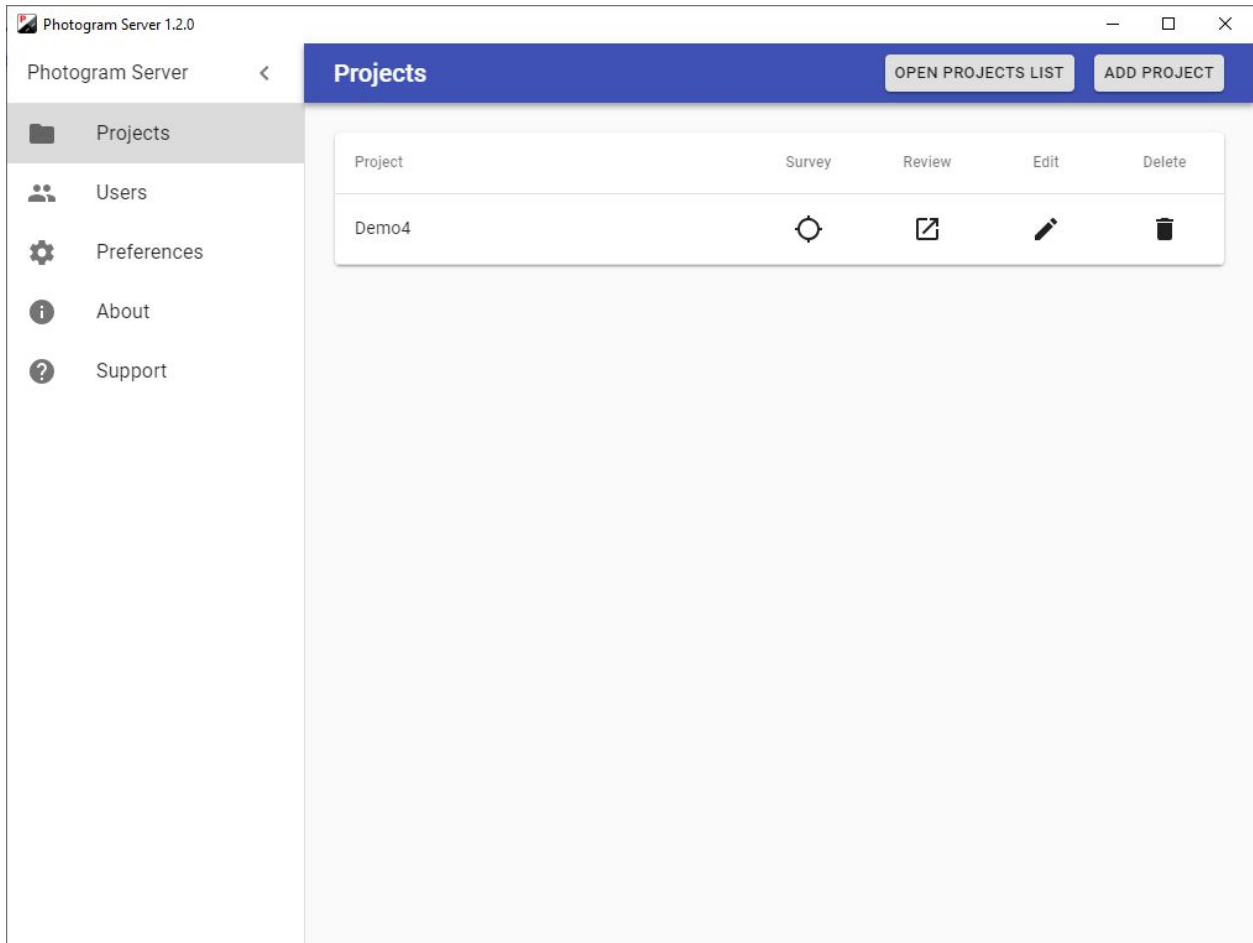 Photogram Server 1.2.0
Photogram Server
Projects
OPEN PROJECTS LIST
ADD PROJECT
Projects
Users
Preferences
About
Support
Project Survey Review Edit Delete
Demo4